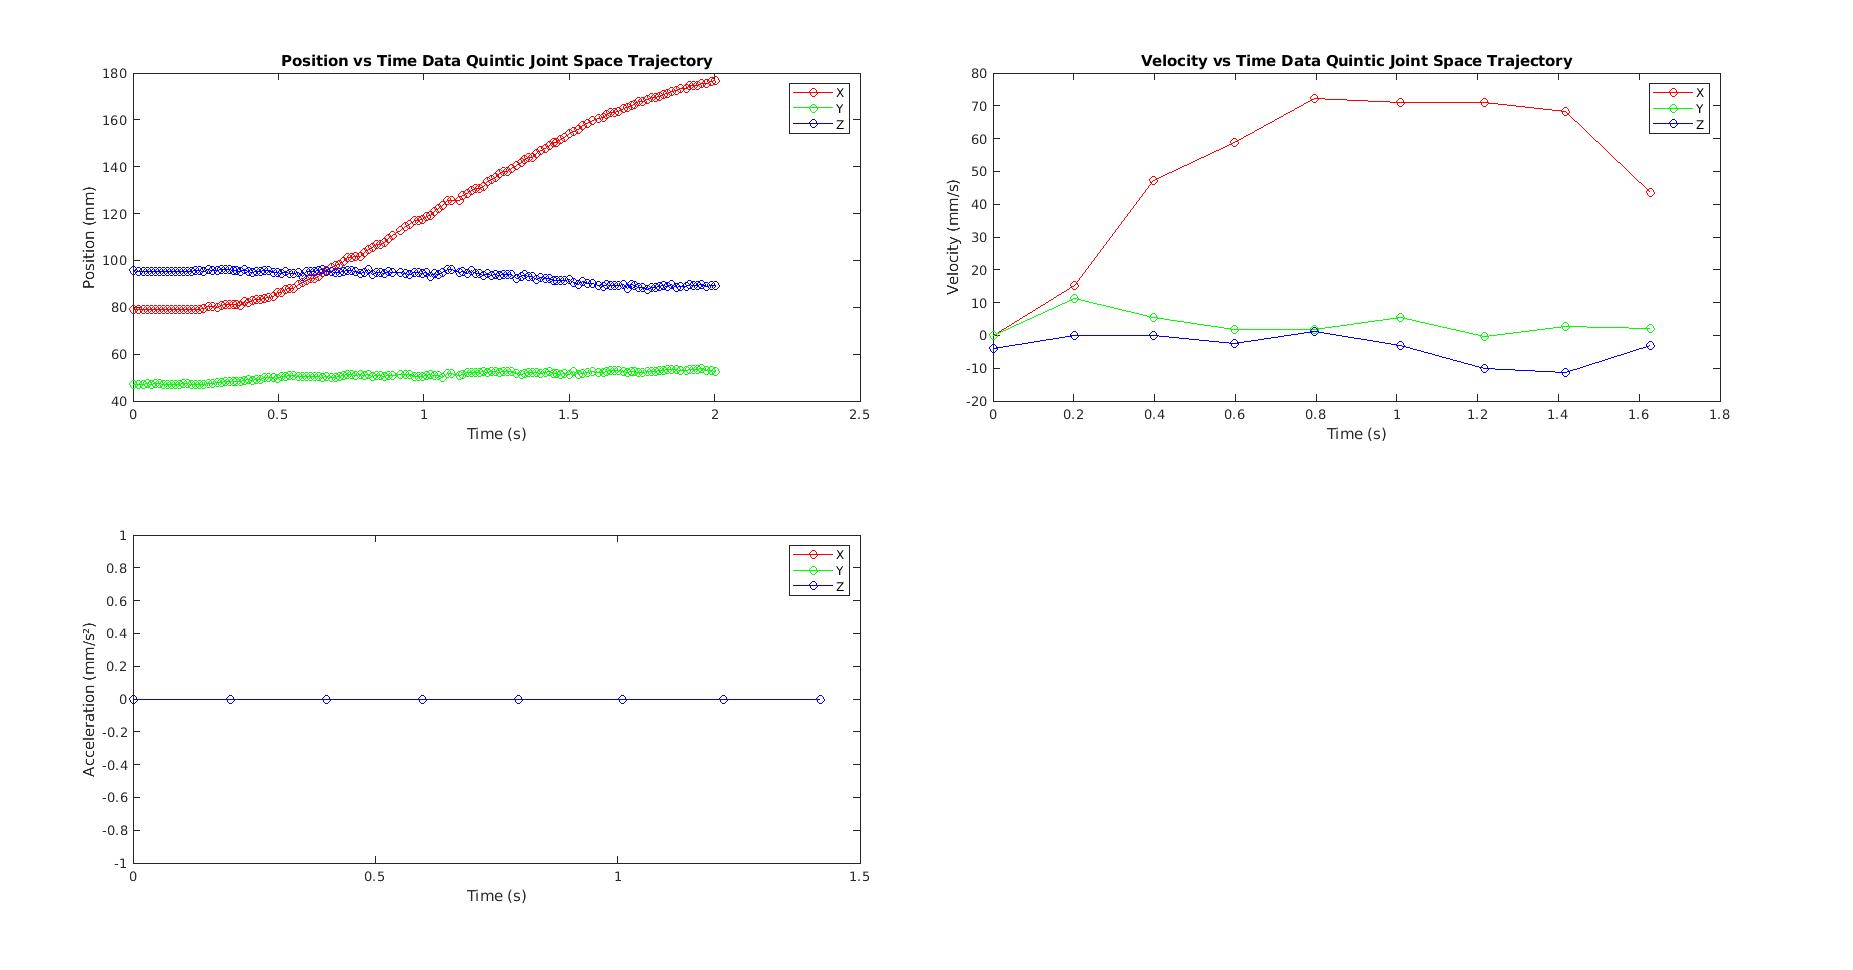 Position vs Time Data Quintic Joint Space Trajectory
180
160
140
120
100
80
60
40
0
0.5
1
1.5
2
2.5
Position (mm)
Time (s)
X
Y
Z
Velocity vs Time Data Quintic Joint Space Trajectory
80
70
60
50
40
30
20
10
0
-10
-20
0
0.2
0.4
0.6
0.8
1
1.2
1.4
1.6
1.8
Velocity (mm/s)
Time (s)
X
Y
Z
1
0.8
0.6
0.4
0.2
0
-0.2
-0.4
-0.6
-0.8
-1
0
0.5
1
1.5
Acceleration (mm/s²)
Time (s)
X
Y
Z